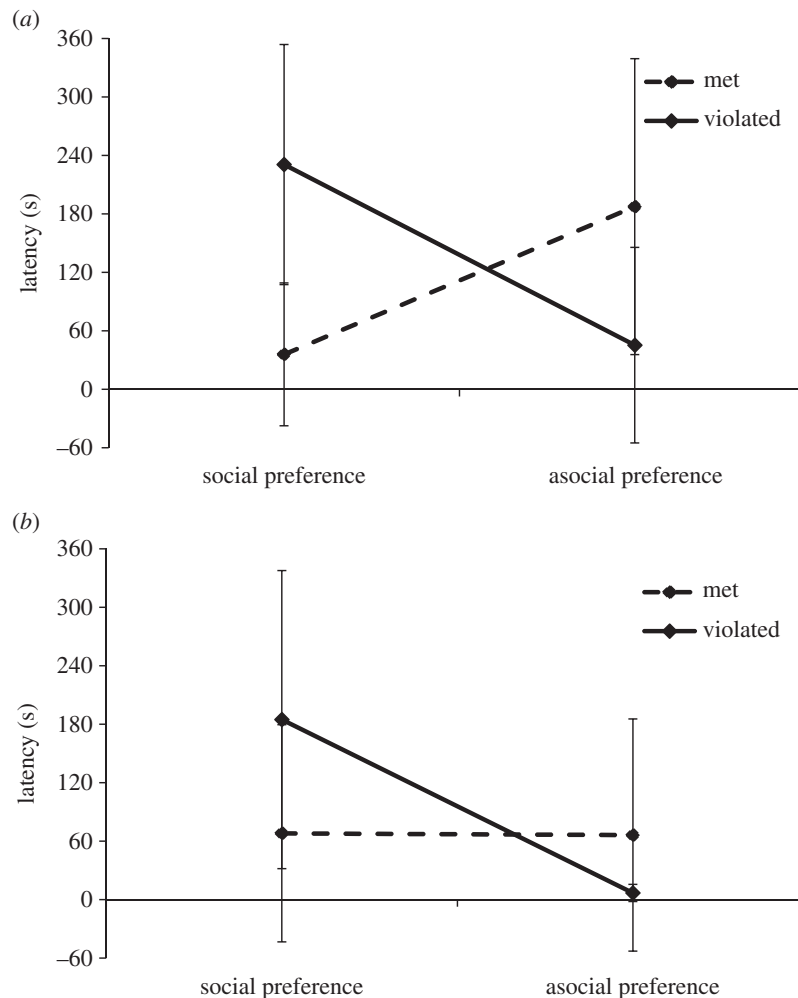 (a)
360
300
240
180
120
60
0
–60
latency (s)
met
violated
social preference
asocial preference
(b)
360
300
240
180
120
60
0
–60
latency (s)
met
violated
social preference
asocial preference